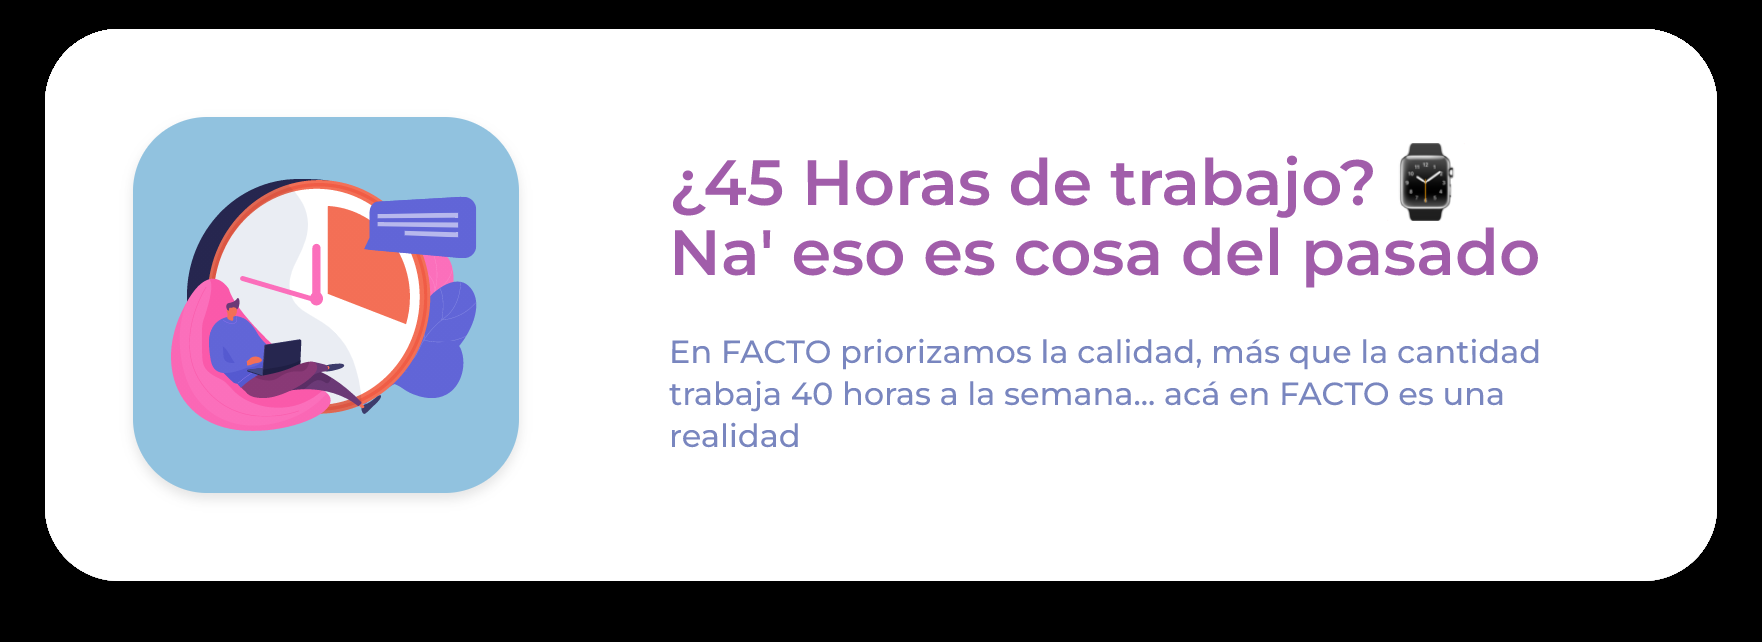 ¿45 Horas de trabajo? ⌚
Na' eso es cosa del pasado
En FACTO priorizamos la calidad, más que la cantidad
trabaja 40 horas a la semana... acá en FACTO es una
realidad